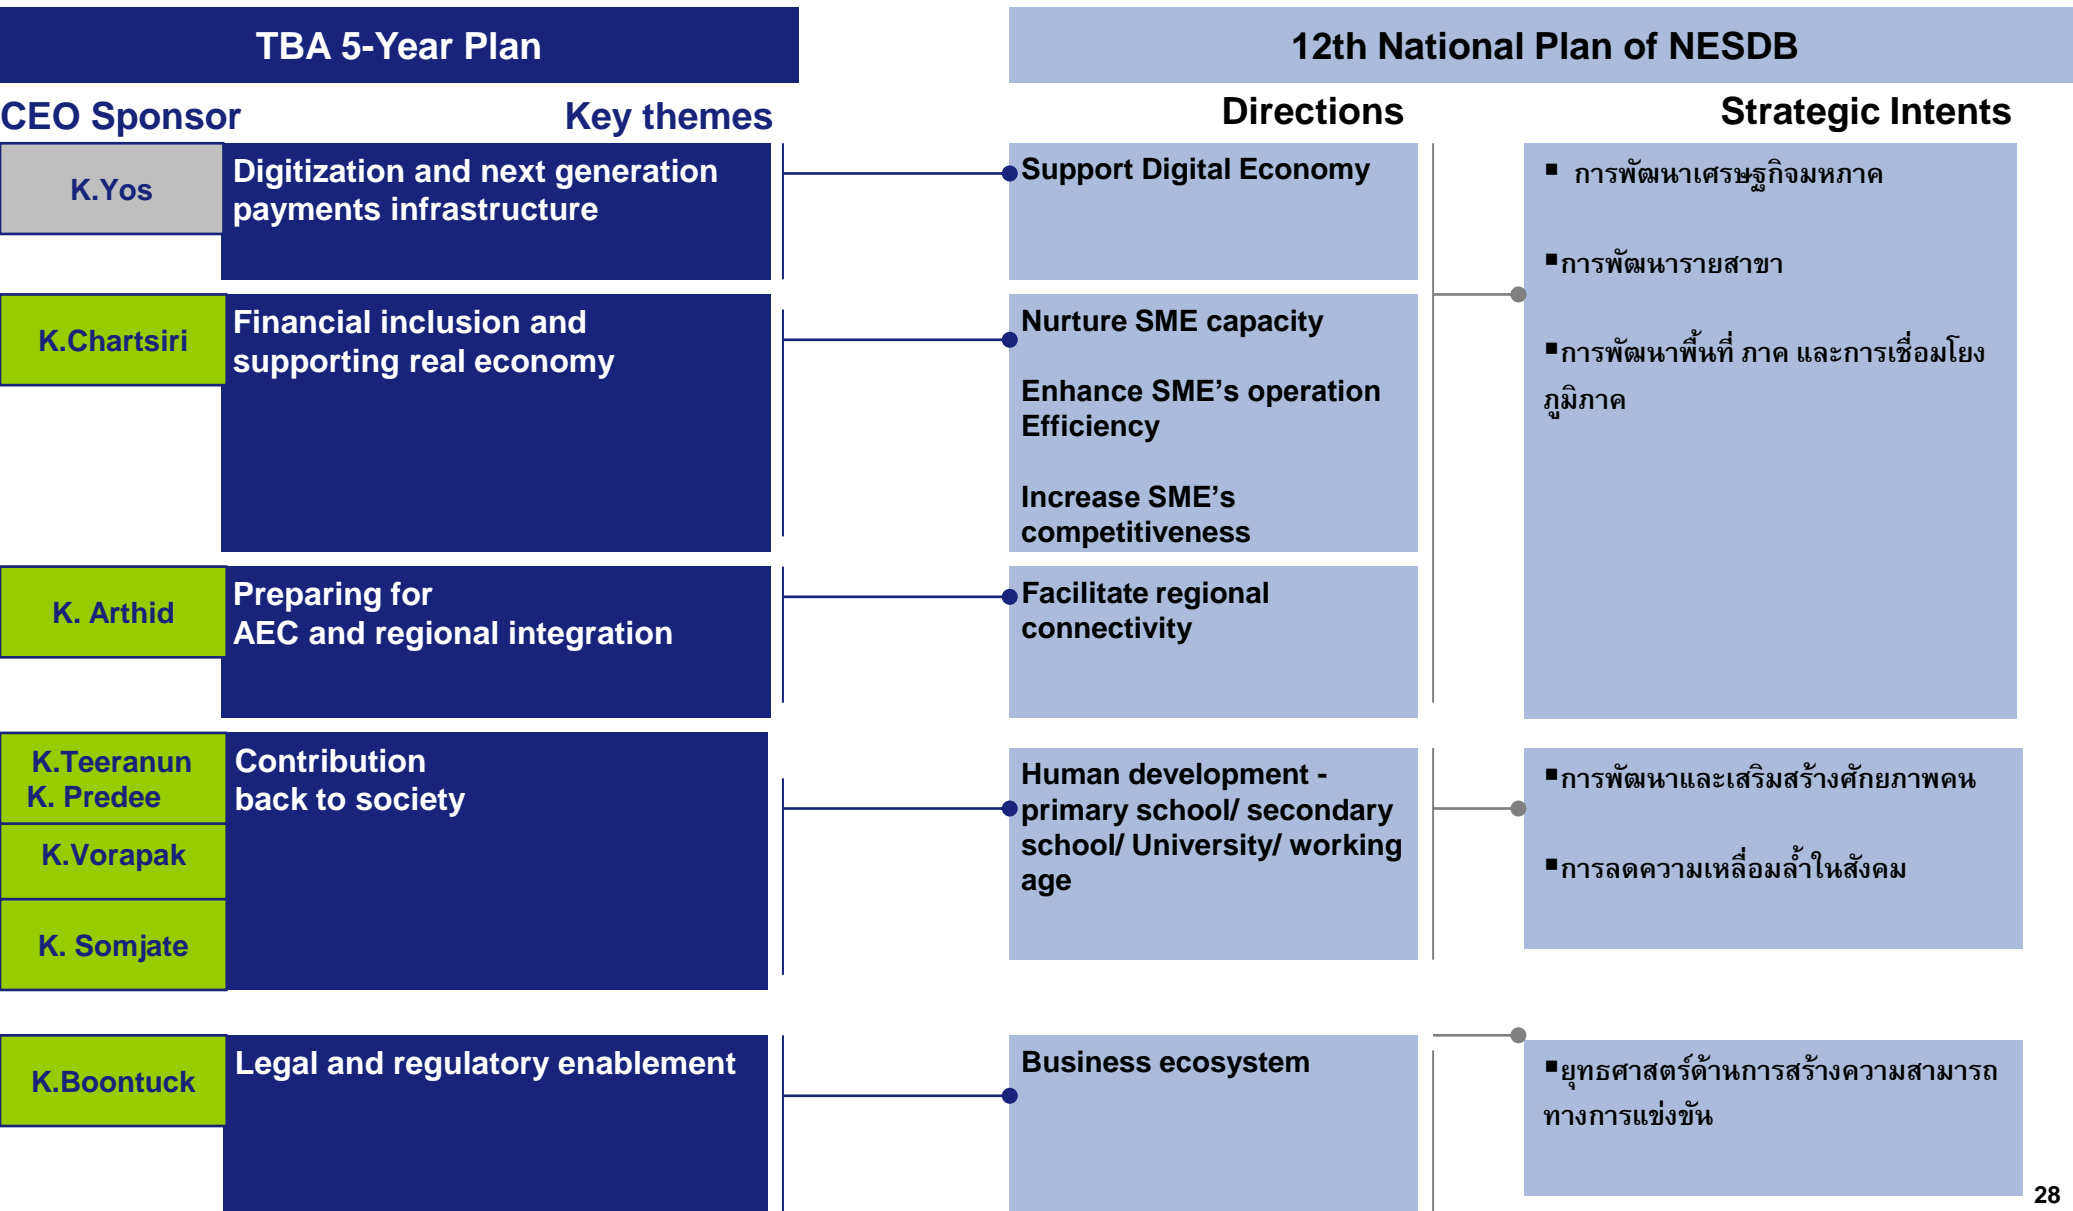 TBA 5-Year Plan
12th National Plan of NESDB
CEO Sponsor
Key themes
Directions
Strategic Intents
K.Yos
Digitization and next generation
payments infrastructure
Support Digital Economy
▪ การพัฒนาเศรษฐกิจมหภาค
▪การพัฒนารายสาขา
▪การพัฒนาพื้นที่ ภาค และการเชื่อมโยง
ภูมิภาค
K.Chartsiri
Financial inclusion and
supporting real economy
Nurture SME capacity
Enhance SME’s operation
Efficiency
Increase SME’s
competitiveness
K. Arthid
Preparing for
AEC and regional integration
Facilitate regional
connectivity
K.Teeranun
K. Predee
K.Vorapak
K. Somjate
Contribution
back to society
Human development -
primary school/ secondary
school/ University/ working
age
▪การพัฒนาและเสริมสร้างศักยภาพคน
▪การลดความเหลื่อมล้ำในสังคม
K.Boontuck
Legal and regulatory enablement
Business ecosystem
▪ยุทธศาสตร์ด้านการสร้างความสามารถ
ทางการแข่งขัน
28